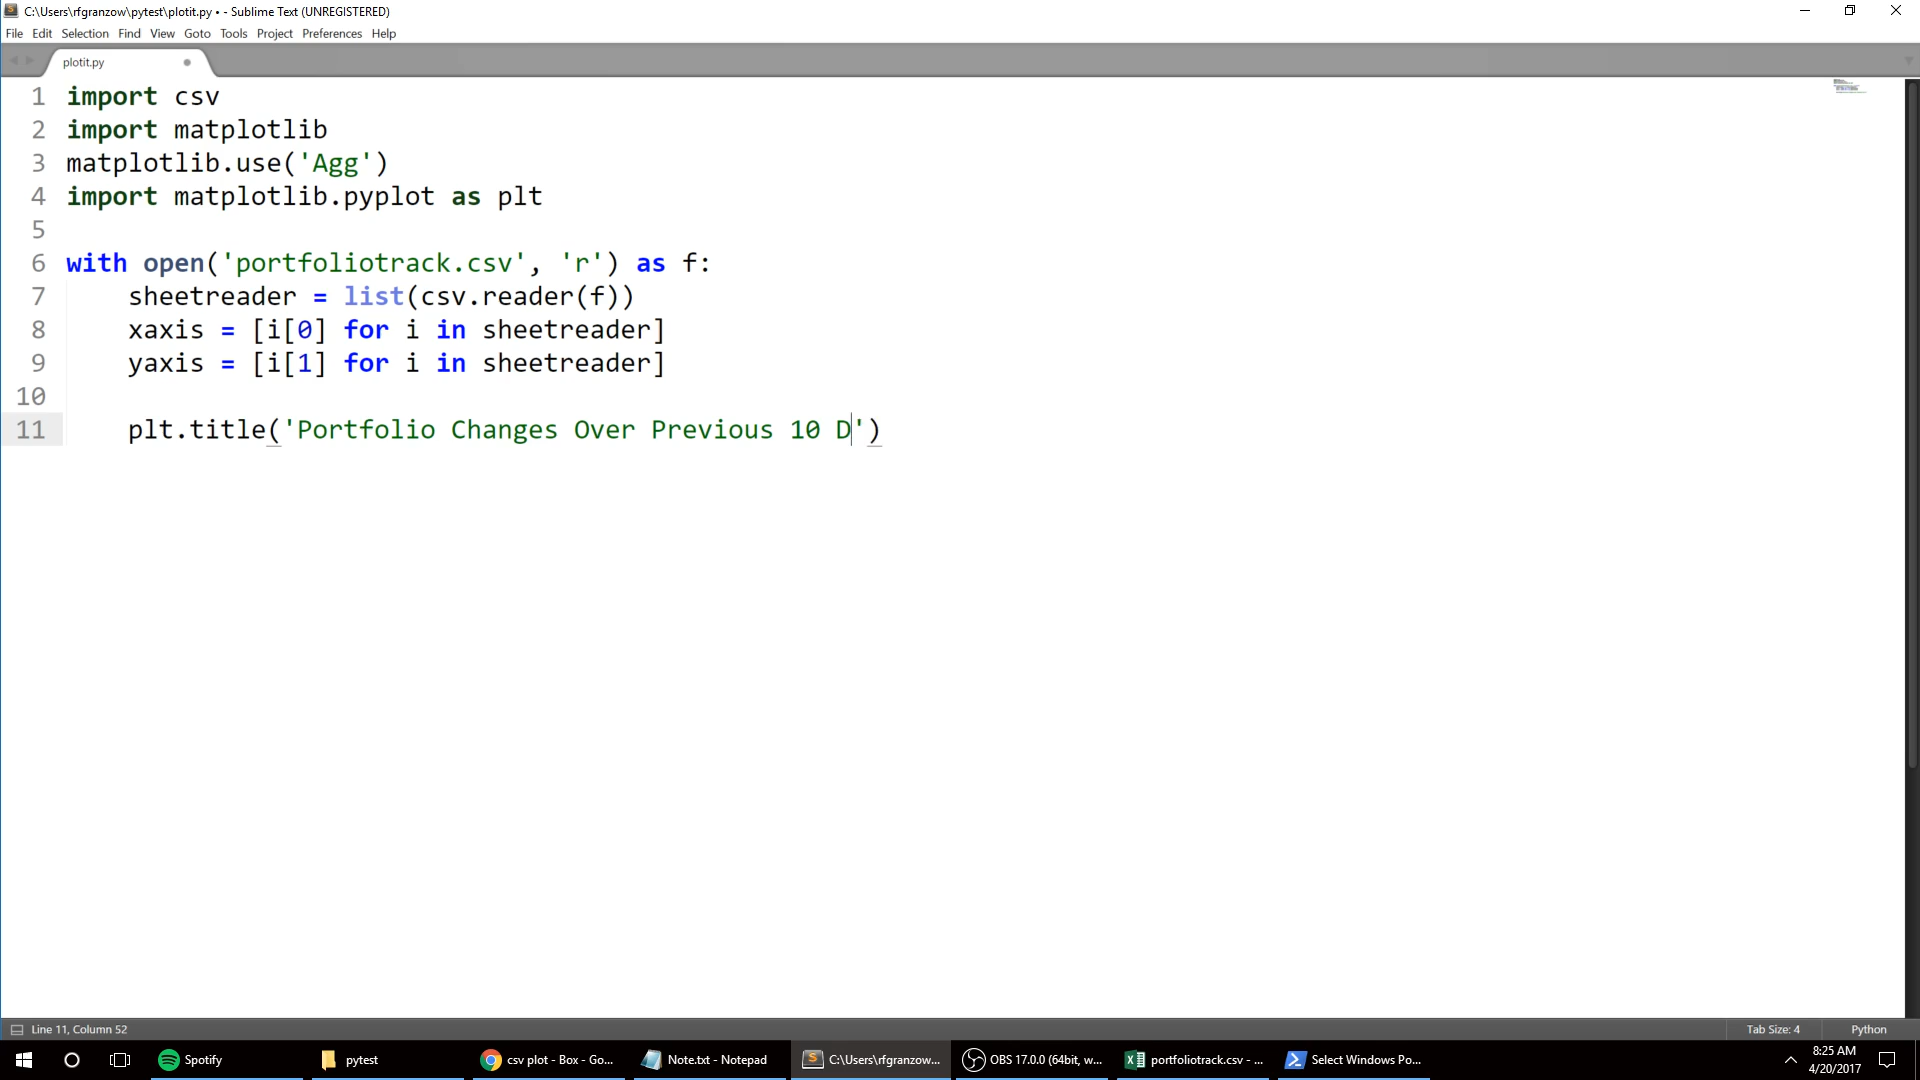 C:\Users\rfgranzow\pytest\plotit.py • - Sublime Text (UNREGISTERED)
File Edit Selection Find View Goto Tools Project Preferences Help
plotit.py
1 import csv
2 import matplotlib
3 matplotlib.use('Agg')
4 import matplotlib.pyplot as plt
5
6 with open('portfoliotrack.csv', 'r') as f:
7 sheetreader = list(csv.reader(f))
8 xaxis = [i[0] for i in sheetreader]
9 yaxis = [i[1] for i in sheetreader]
10
11 plt.title('Portfolio Changes Over Previous 10 D')
Line 11, Column 52 Tab Size: 4 Python
Spotify pytest csv plot - Box - Go... Note.txt - Notepad C:\Users\rfgranzow... OBS 17.0.0 (64bit, w... portfoliotrack.csv - ... Select Windows Po... 8:25 AM
4/20/2017